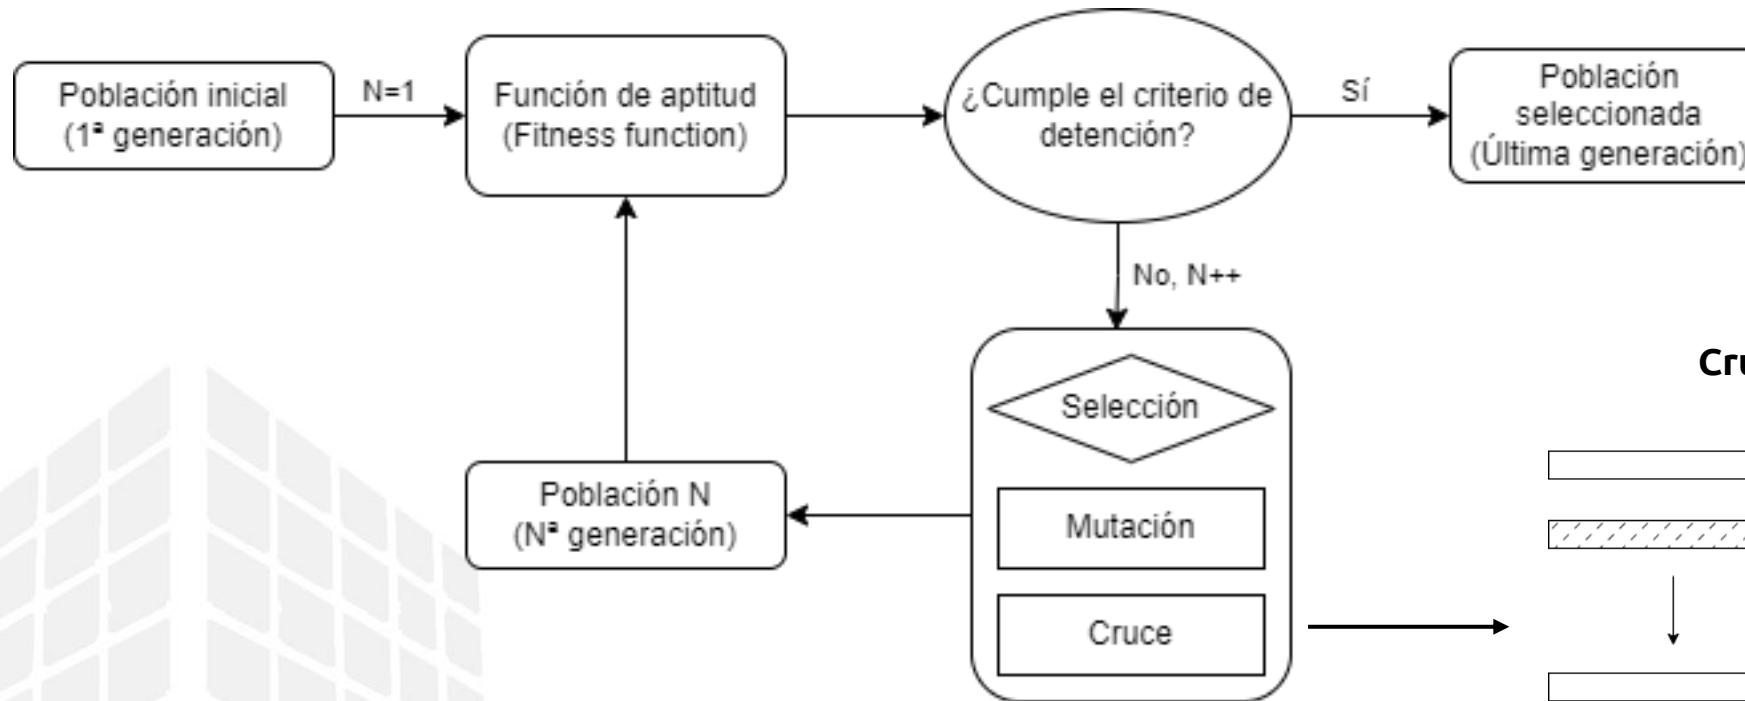 Población inicial
(1ª generación)
N=1
Función de aptitud
(Fitness function)
¿Cumple el criterio de
detención?
Sí
Población
seleccionada
(Última generación)
No, N++
Selección
Mutación
Cruce
Población N
(Nª generación)
Cru